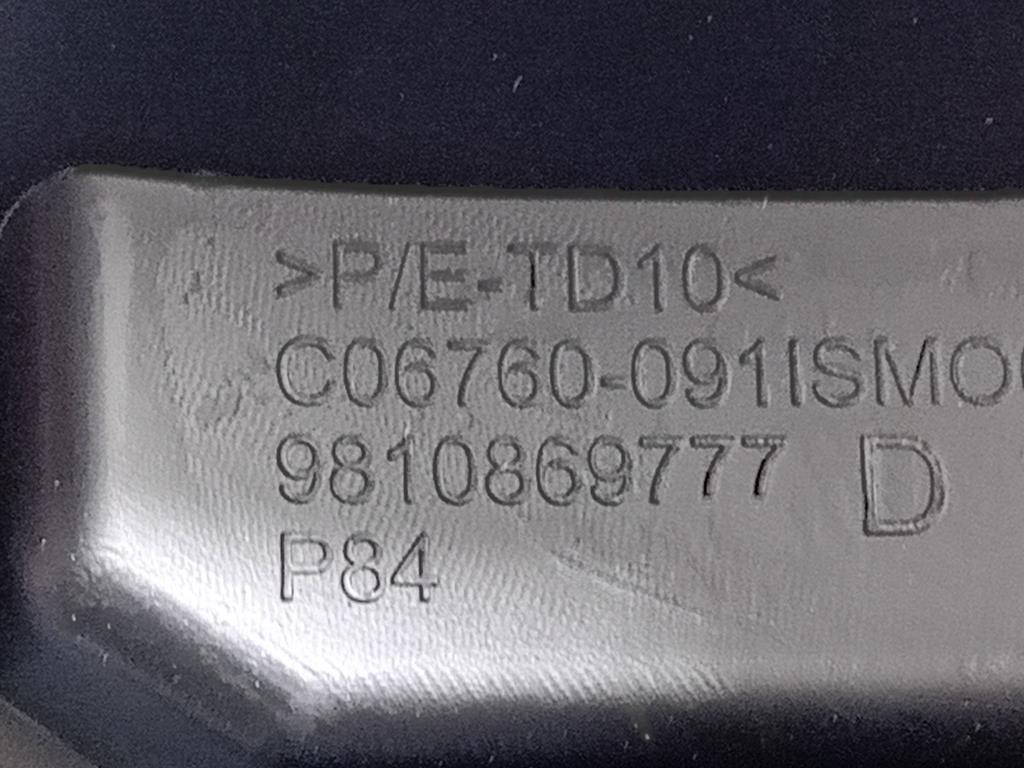 >P/E-TD10<
C06760-091ISMO
9810869777 D
P84